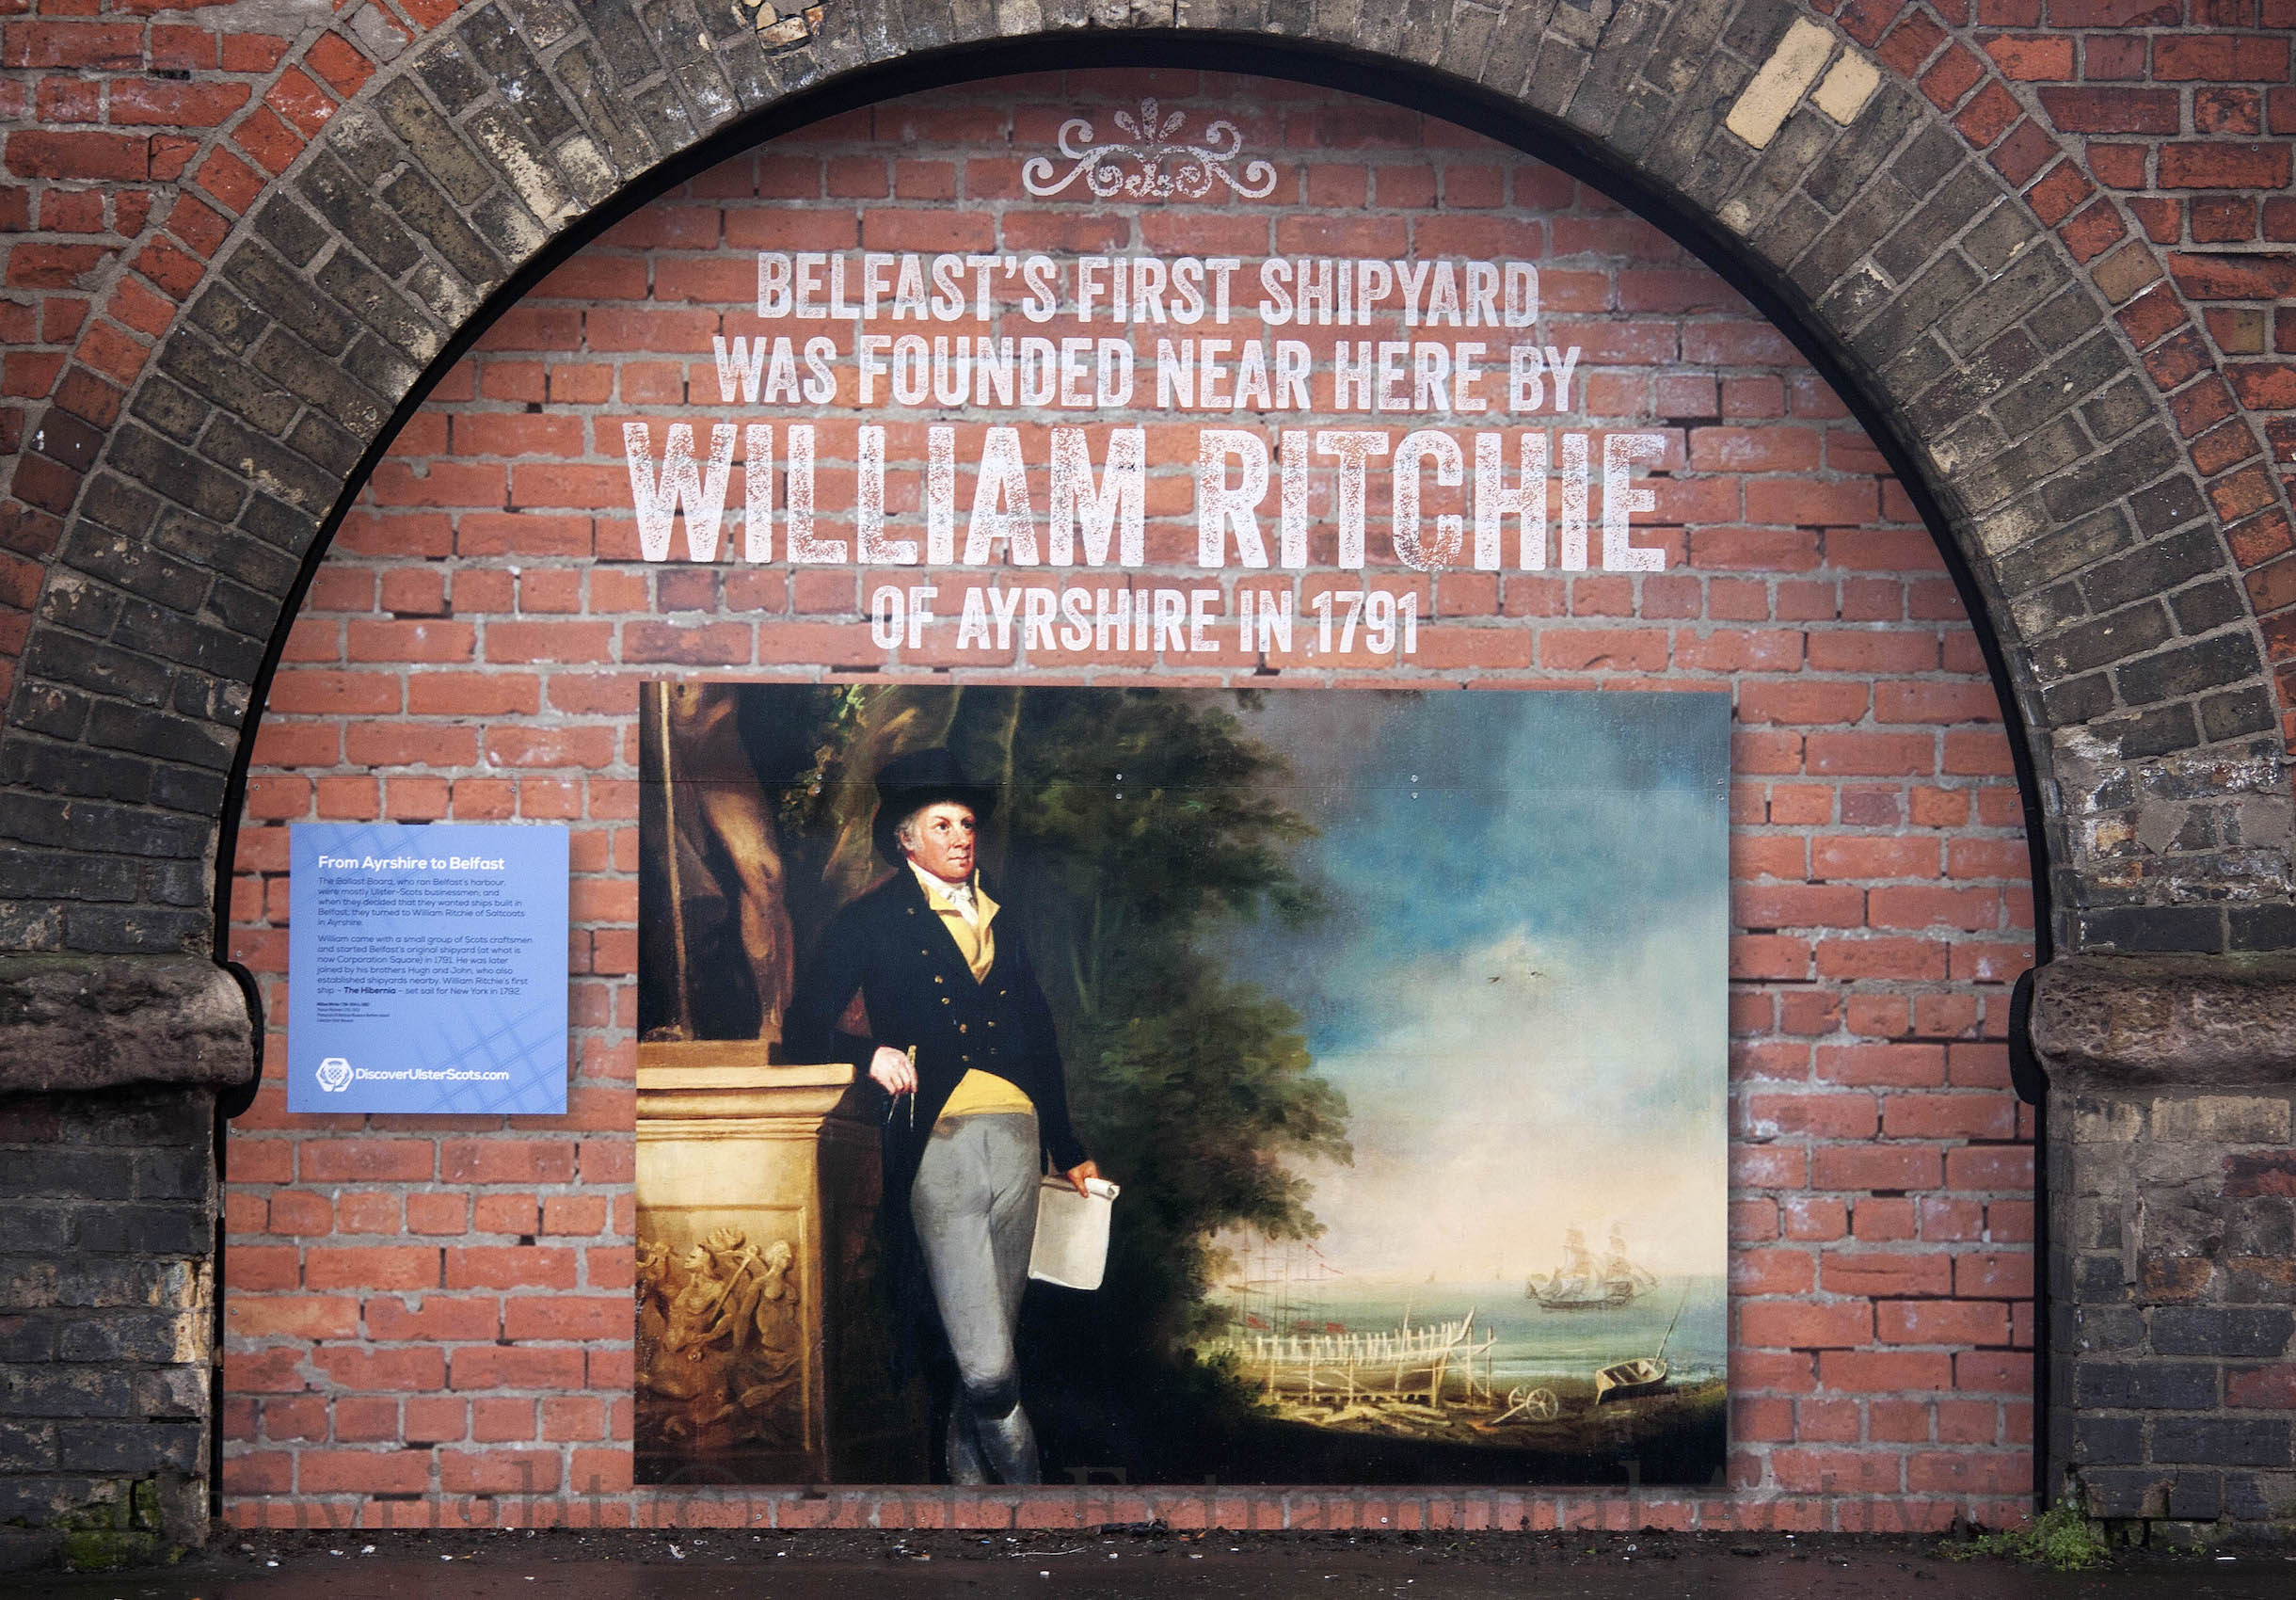 BELFAST'S FIRST SHIPYARD
WAS FOUNDED NEAR HERE BY
WILLIAM RITCHIE
OF AYRSHIRE IN 1791
From Ayrshire to Belfast
The Ballast Board, who ran Belfast's harbour,
were mostly Ulster-Scots businessmen, and
when they decided that they wanted ships built in
Belfast, they turned to William Ritchie of Saltcoats
in Ayrshire.
William came with a small group of Scots craftsmen
and started Belfast's original shipyard (at what is
now Corporation Square) in 1791. He was later
joined by his brothers Hugh and John, who also
established shipyards nearby. William Ritchie's first
ship – The Hibernia – set sail for New York in 1792.
DiscoverUlsterScots.com
Copyright © Extramural Activity